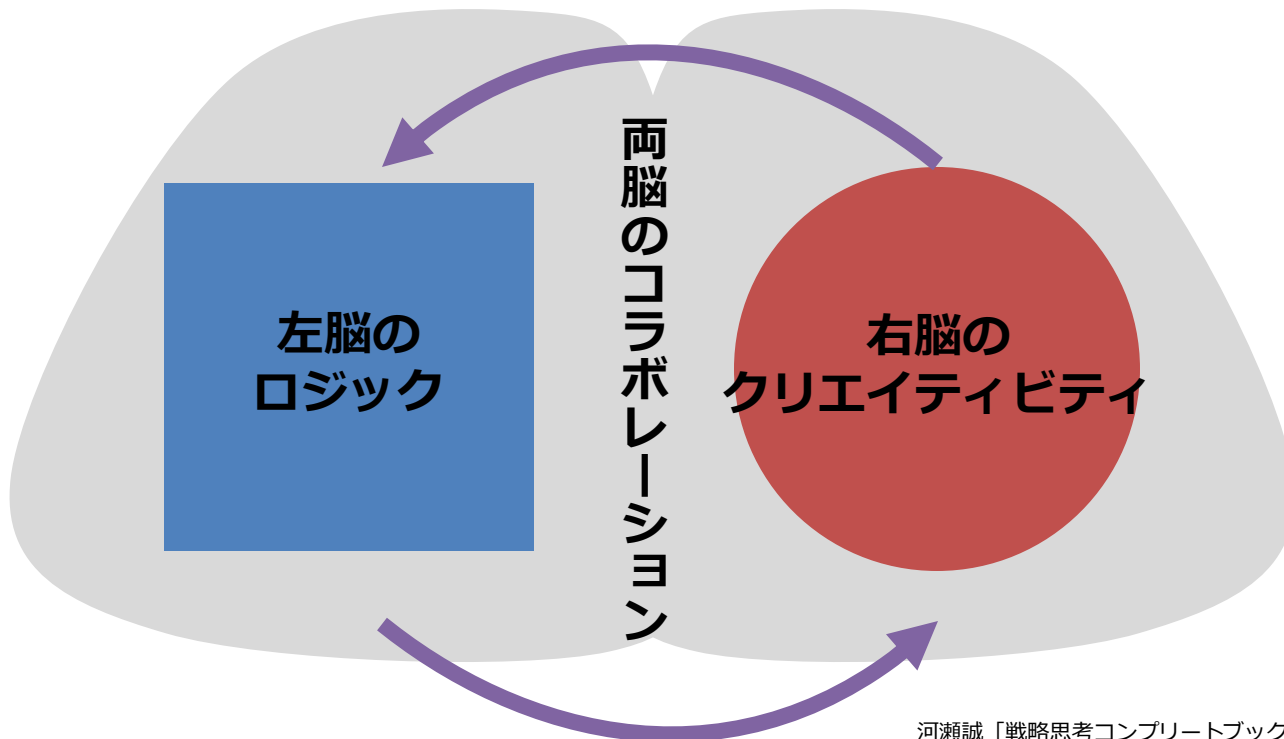 両脳のコラボレーション
左脳の
ロジック
右脳の
クリエイティビティ
河瀬誠「戦略思考コンプリートブック